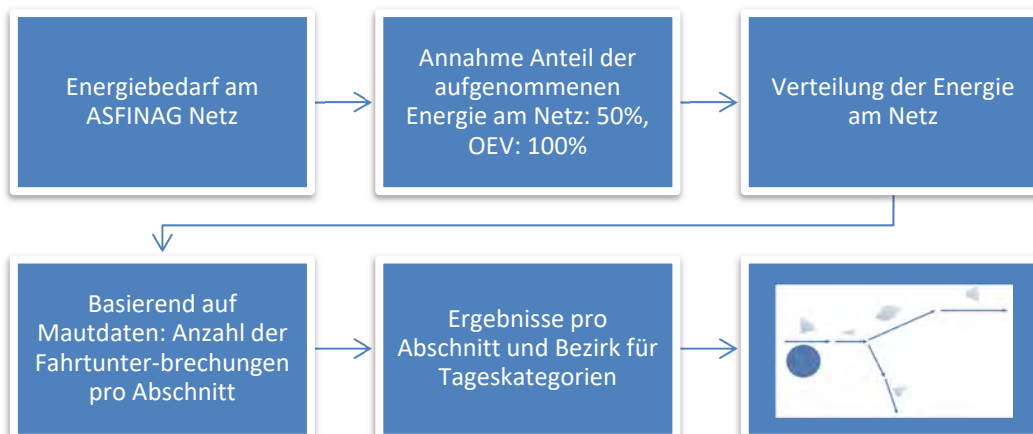 Energiebedarf am
ASFINAG Netz
Annahme Anteil der
aufgenommenen
Energie am Netz: 50%,
OEV: 100%
Verteilung der Energie
am Netz
Basierend auf
Mautdaten: Anzahl der
Fahrtunter-brechungen
pro Abschnitt
Ergebnisse pro
Abschnitt und Bezirk für
Tageskategorien